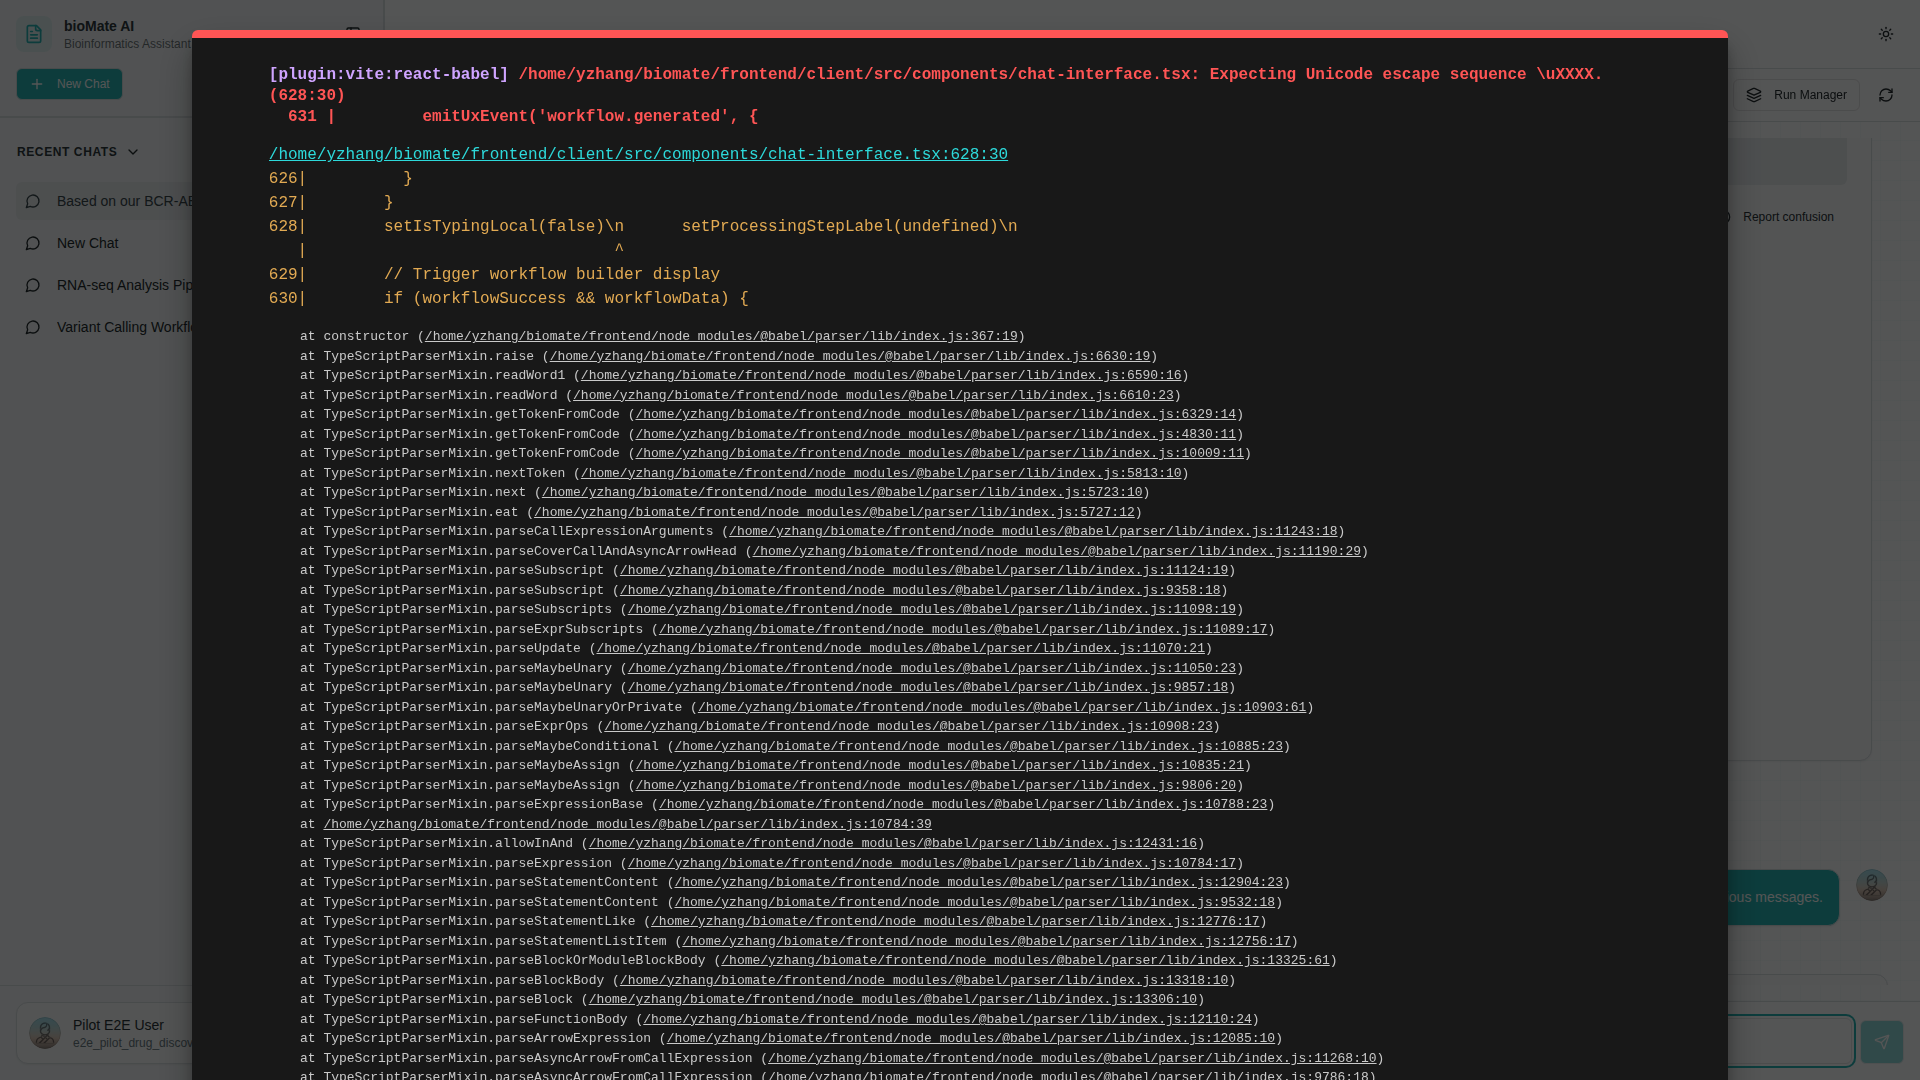 bioMate AI
Bioinformatics Assistant
New Chat
RECENT CHATS
Based on our BCR-AB
New Chat
RNA-seq Analysis Pip
Variant Calling Workflo
Pilot E2E User
e2e_pilot_drug_discov
Run Manager
Report confusion
ous messages.
[plugin:vite:react-babel] /home/yzhang/biomate/frontend/client/src/components/chat-interface.tsx: Expecting Unicode escape sequence \uXXXX.
(628:30)
631 |         emitUxEvent('workflow.generated', {
/home/yzhang/biomate/frontend/client/src/components/chat-interface.tsx:628:30
626|          }
627|        }
628|        setIsTypingLocal(false)\n      setProcessingStepLabel(undefined)\n
|                                ^
629|        // Trigger workflow builder display
630|        if (workflowSuccess && workflowData) {
at constructor (/home/yzhang/biomate/frontend/node_modules/@babel/parser/lib/index.js:367:19)
at TypeScriptParserMixin.raise (/home/yzhang/biomate/frontend/node_modules/@babel/parser/lib/index.js:6630:19)
at TypeScriptParserMixin.readWord1 (/home/yzhang/biomate/frontend/node_modules/@babel/parser/lib/index.js:6590:16)
at TypeScriptParserMixin.readWord (/home/yzhang/biomate/frontend/node_modules/@babel/parser/lib/index.js:6610:23)
at TypeScriptParserMixin.getTokenFromCode (/home/yzhang/biomate/frontend/node_modules/@babel/parser/lib/index.js:6329:14)
at TypeScriptParserMixin.getTokenFromCode (/home/yzhang/biomate/frontend/node_modules/@babel/parser/lib/index.js:4830:11)
at TypeScriptParserMixin.getTokenFromCode (/home/yzhang/biomate/frontend/node_modules/@babel/parser/lib/index.js:10009:11)
at TypeScriptParserMixin.nextToken (/home/yzhang/biomate/frontend/node_modules/@babel/parser/lib/index.js:5813:10)
at TypeScriptParserMixin.next (/home/yzhang/biomate/frontend/node_modules/@babel/parser/lib/index.js:5723:10)
at TypeScriptParserMixin.eat (/home/yzhang/biomate/frontend/node_modules/@babel/parser/lib/index.js:5727:12)
at TypeScriptParserMixin.parseCallExpressionArguments (/home/yzhang/biomate/frontend/node_modules/@babel/parser/lib/index.js:11243:18)
at TypeScriptParserMixin.parseCoverCallAndAsyncArrowHead (/home/yzhang/biomate/frontend/node_modules/@babel/parser/lib/index.js:11190:29)
at TypeScriptParserMixin.parseSubscript (/home/yzhang/biomate/frontend/node_modules/@babel/parser/lib/index.js:11124:19)
at TypeScriptParserMixin.parseSubscript (/home/yzhang/biomate/frontend/node_modules/@babel/parser/lib/index.js:9358:18)
at TypeScriptParserMixin.parseSubscripts (/home/yzhang/biomate/frontend/node_modules/@babel/parser/lib/index.js:11098:19)
at TypeScriptParserMixin.parseExprSubscripts (/home/yzhang/biomate/frontend/node_modules/@babel/parser/lib/index.js:11089:17)
at TypeScriptParserMixin.parseUpdate (/home/yzhang/biomate/frontend/node_modules/@babel/parser/lib/index.js:11070:21)
at TypeScriptParserMixin.parseMaybeUnary (/home/yzhang/biomate/frontend/node_modules/@babel/parser/lib/index.js:11050:23)
at TypeScriptParserMixin.parseMaybeUnary (/home/yzhang/biomate/frontend/node_modules/@babel/parser/lib/index.js:9857:18)
at TypeScriptParserMixin.parseMaybeUnaryOrPrivate (/home/yzhang/biomate/frontend/node_modules/@babel/parser/lib/index.js:10903:61)
at TypeScriptParserMixin.parseExprOps (/home/yzhang/biomate/frontend/node_modules/@babel/parser/lib/index.js:10908:23)
at TypeScriptParserMixin.parseMaybeConditional (/home/yzhang/biomate/frontend/node_modules/@babel/parser/lib/index.js:10885:23)
at TypeScriptParserMixin.parseMaybeAssign (/home/yzhang/biomate/frontend/node_modules/@babel/parser/lib/index.js:10835:21)
at TypeScriptParserMixin.parseMaybeAssign (/home/yzhang/biomate/frontend/node_modules/@babel/parser/lib/index.js:9806:20)
at TypeScriptParserMixin.parseExpressionBase (/home/yzhang/biomate/frontend/node_modules/@babel/parser/lib/index.js:10788:23)
at /home/yzhang/biomate/frontend/node_modules/@babel/parser/lib/index.js:10784:39
at TypeScriptParserMixin.allowInAnd (/home/yzhang/biomate/frontend/node_modules/@babel/parser/lib/index.js:12431:16)
at TypeScriptParserMixin.parseExpression (/home/yzhang/biomate/frontend/node_modules/@babel/parser/lib/index.js:10784:17)
at TypeScriptParserMixin.parseStatementContent (/home/yzhang/biomate/frontend/node_modules/@babel/parser/lib/index.js:12904:23)
at TypeScriptParserMixin.parseStatementContent (/home/yzhang/biomate/frontend/node_modules/@babel/parser/lib/index.js:9532:18)
at TypeScriptParserMixin.parseStatementLike (/home/yzhang/biomate/frontend/node_modules/@babel/parser/lib/index.js:12776:17)
at TypeScriptParserMixin.parseStatementListItem (/home/yzhang/biomate/frontend/node_modules/@babel/parser/lib/index.js:12756:17)
at TypeScriptParserMixin.parseBlockOrModuleBlockBody (/home/yzhang/biomate/frontend/node_modules/@babel/parser/lib/index.js:13325:61)
at TypeScriptParserMixin.parseBlockBody (/home/yzhang/biomate/frontend/node_modules/@babel/parser/lib/index.js:13318:10)
at TypeScriptParserMixin.parseBlock (/home/yzhang/biomate/frontend/node_modules/@babel/parser/lib/index.js:13306:10)
at TypeScriptParserMixin.parseFunctionBody (/home/yzhang/biomate/frontend/node_modules/@babel/parser/lib/index.js:12110:24)
at TypeScriptParserMixin.parseArrowExpression (/home/yzhang/biomate/frontend/node_modules/@babel/parser/lib/index.js:12085:10)
at TypeScriptParserMixin.parseAsyncArrowFromCallExpression (/home/yzhang/biomate/frontend/node_modules/@babel/parser/lib/index.js:11268:10)
at TypeScriptParserMixin.parseAsyncArrowFromCallExpression (/home/yzhang/biomate/frontend/node_modules/@babel/parser/lib/index.js:9786:18)